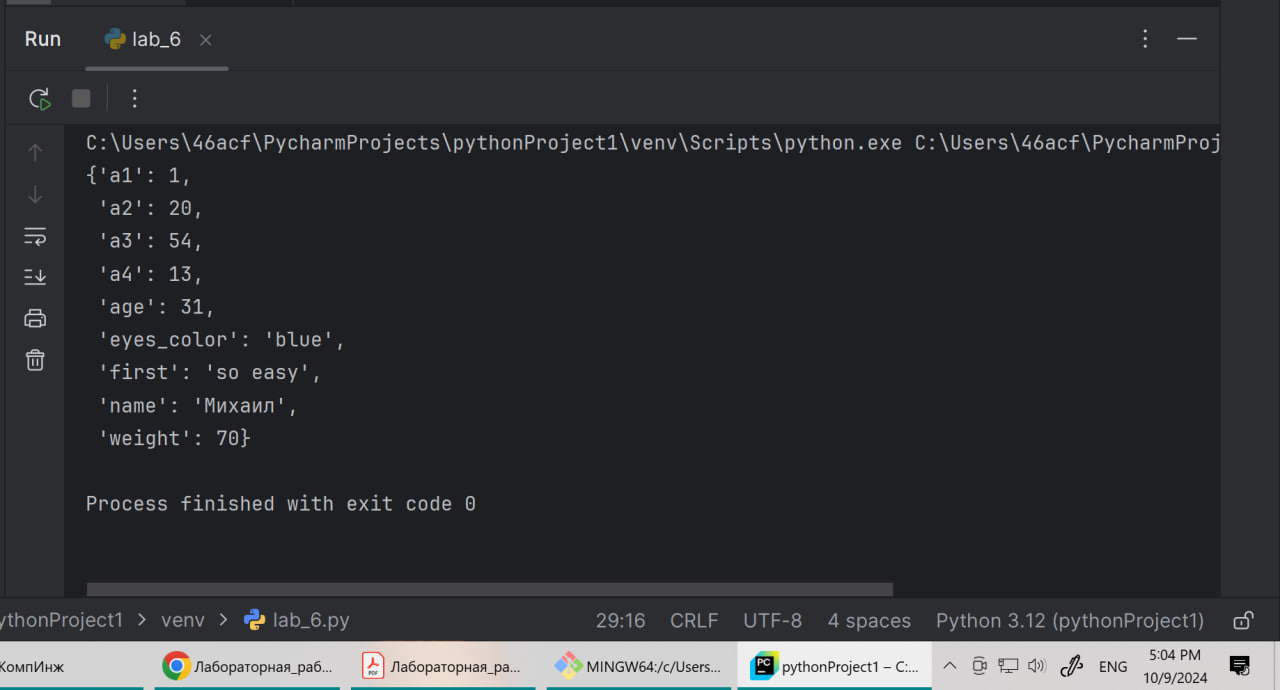 Run lab_6
C:\Users\46acf\PycharmProjects\pythonProject1\venv\Scripts\python.exe C:\Users\46acf\PycharmProj
{'a1': 1,
'a2': 20,
'a3': 54,
'a4': 13,
'age': 31,
'eyes_color': 'blue',
'first': 'so easy',
'name': 'Михаил',
'weight': 70}
Process finished with exit code 0
ythonProject1 > venv > lab_6.py 29:16 CRLF UTF-8 4 spaces Python 3.12 (pythonProject1)
КомпИнж Лабораторная_раб... Лабораторная_ра... MINGW64:/c/Users... PC pythonProject1 – C:... ENG 5:04 PM
10/9/2024